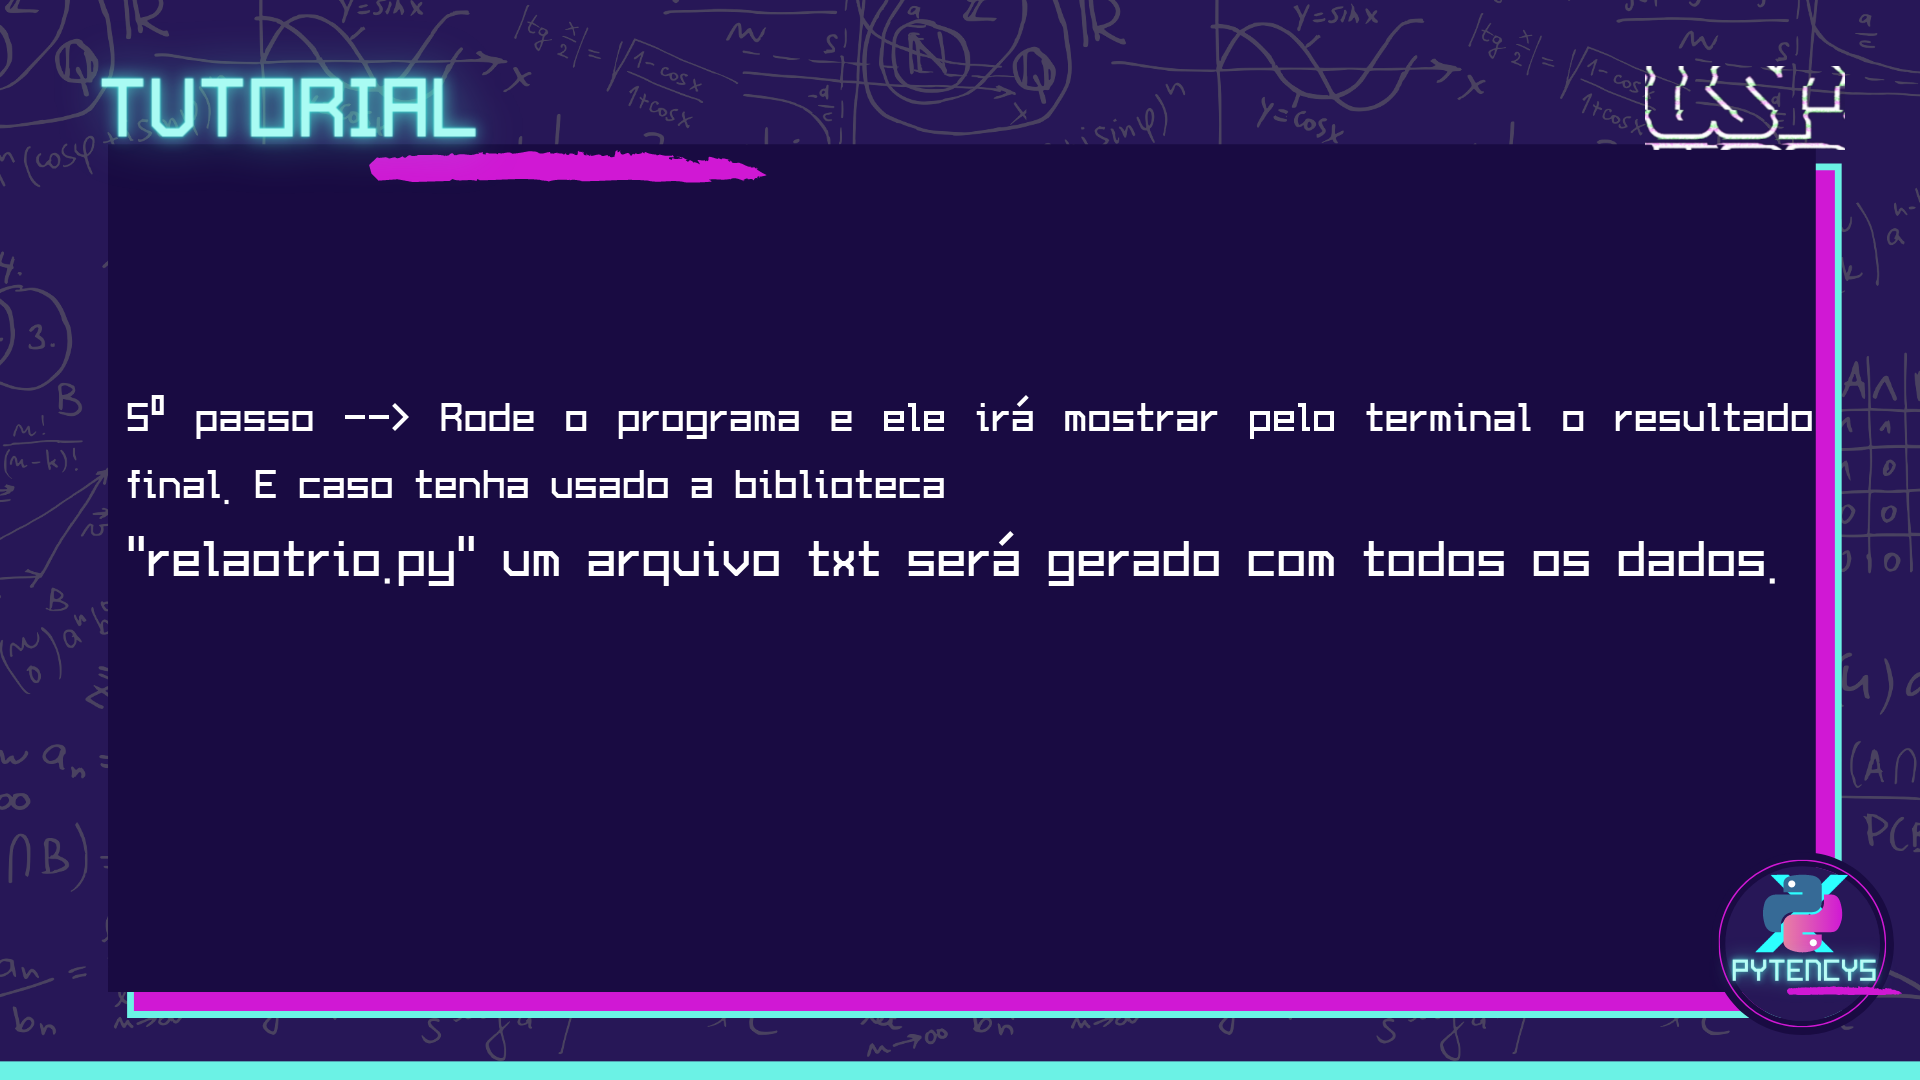 TUTORIAL
USP
5º passo --> Rode o programa e ele irá mostrar pelo terminal o resultado
final. E caso tenha usado a biblioteca
"relaotrio.py" um arquivo txt será gerado com todos os dados.
PYTENCYS